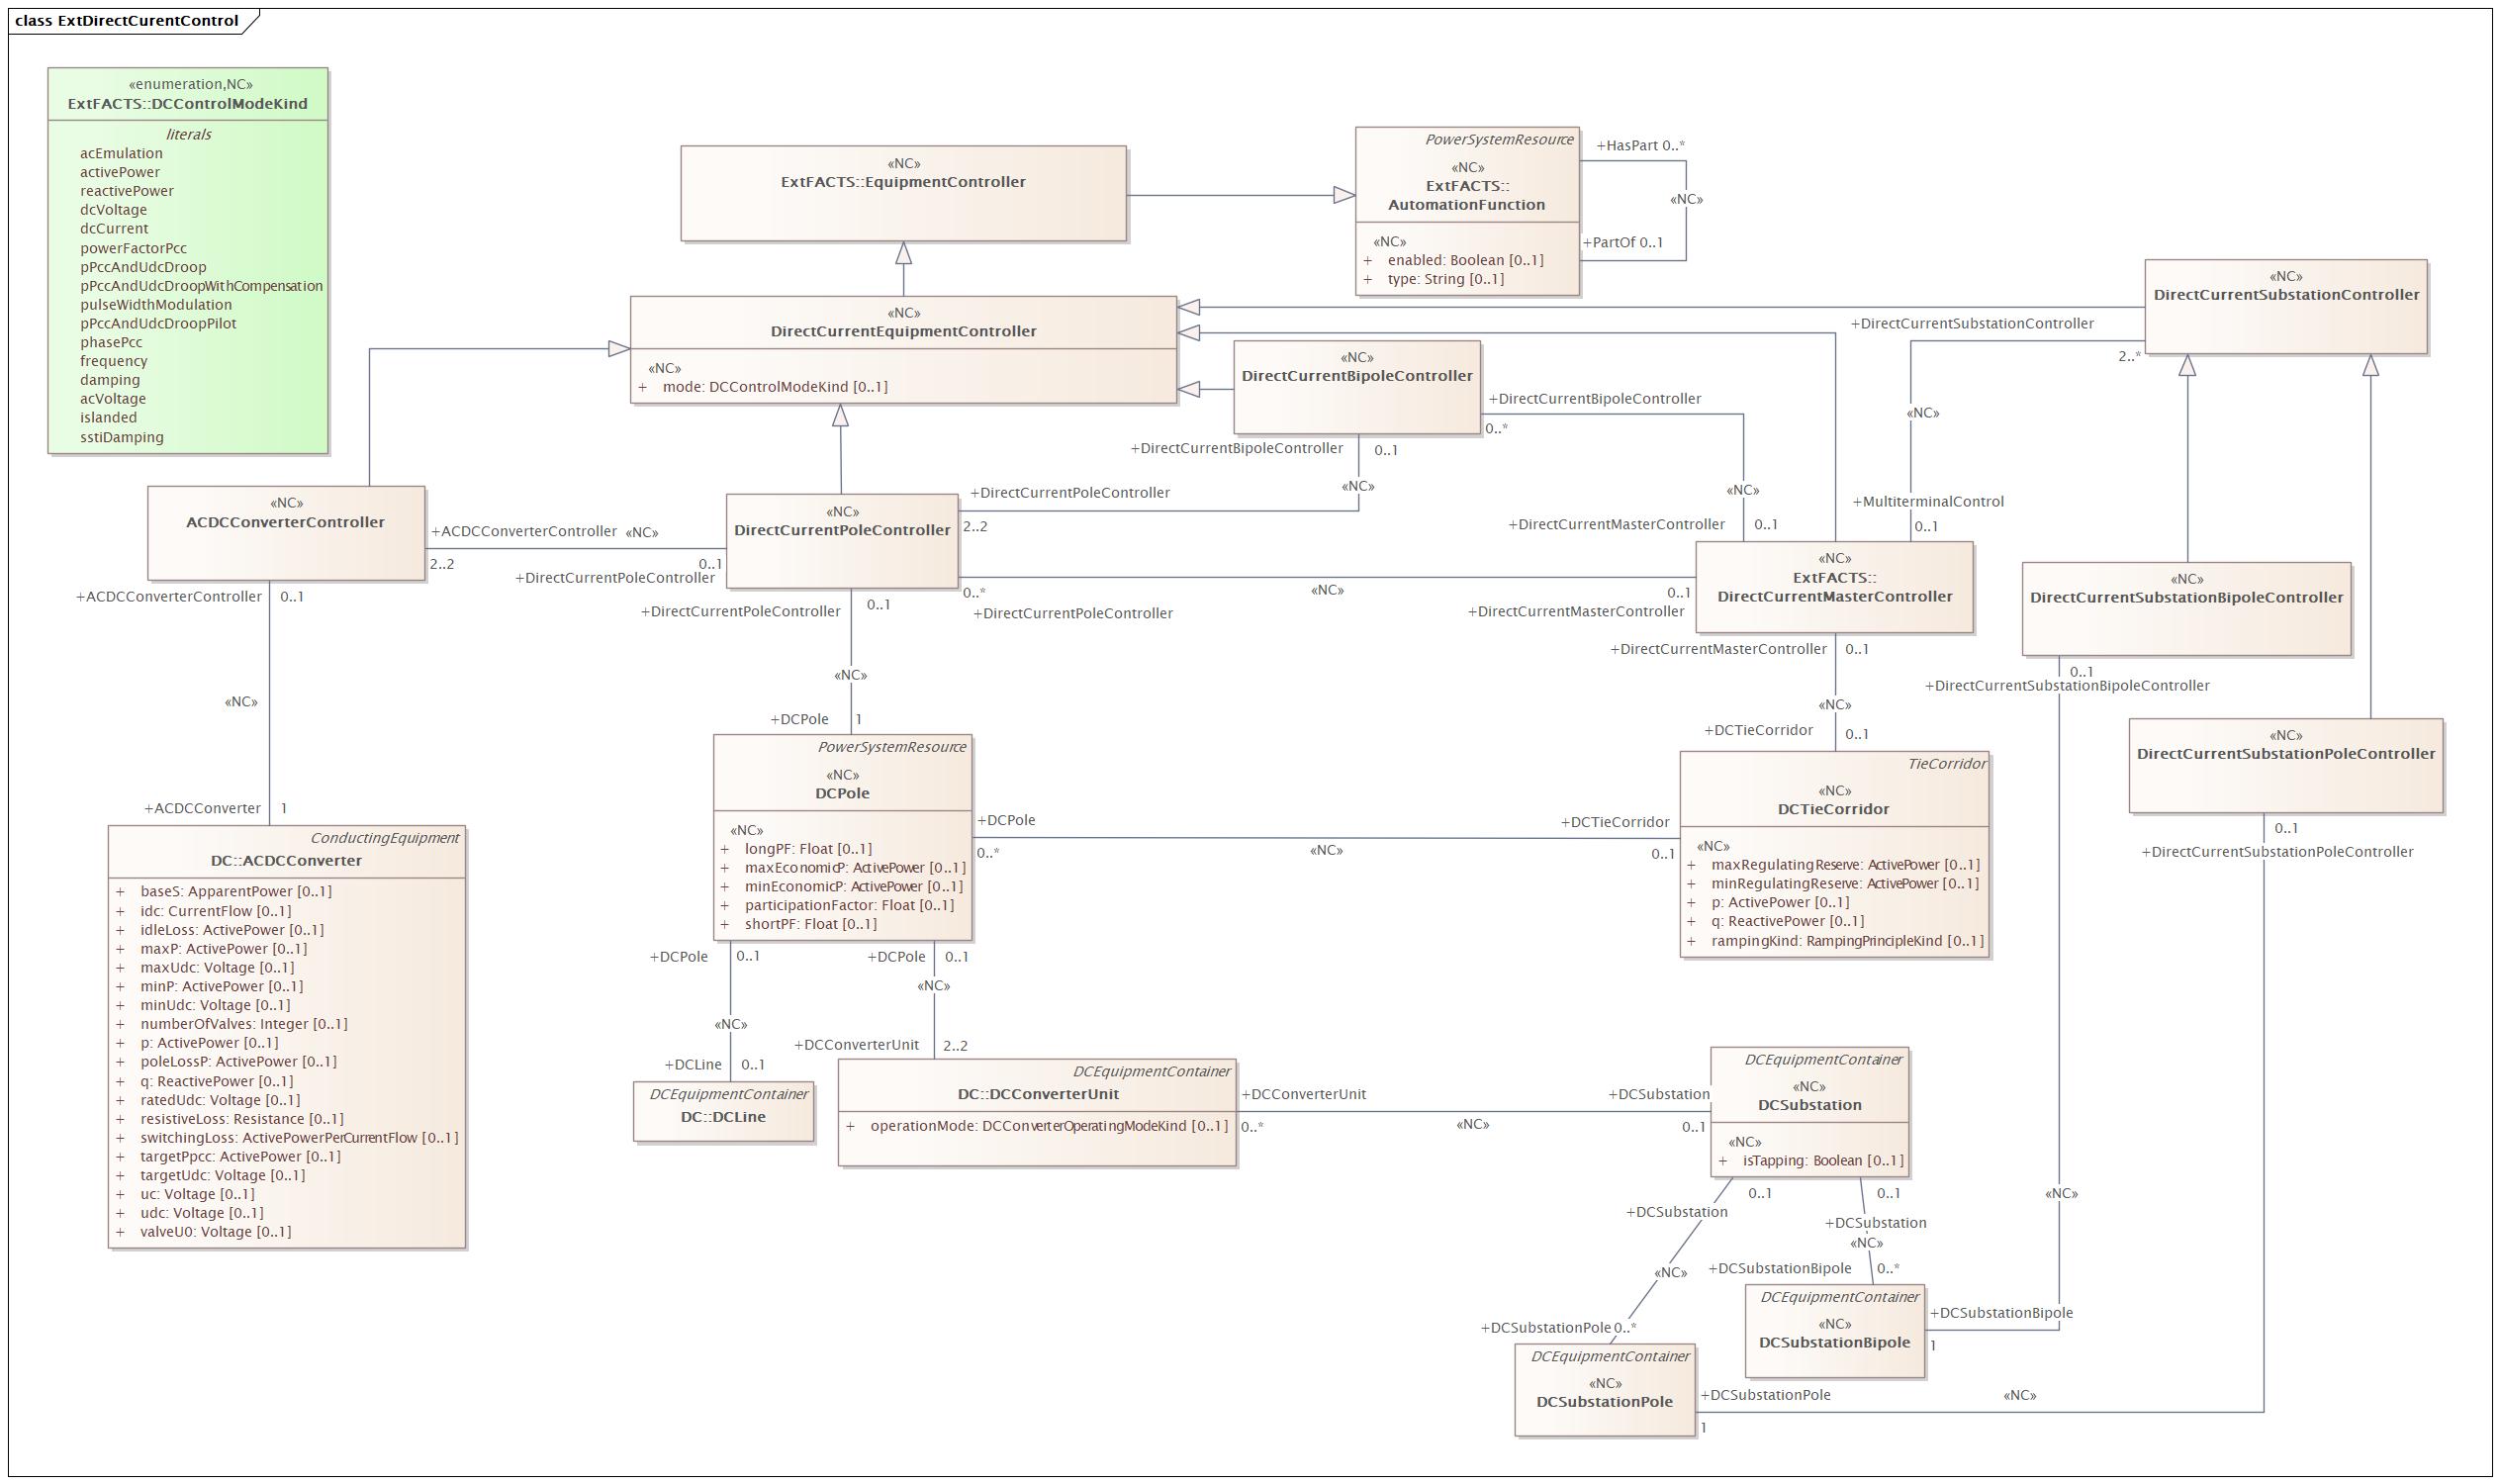 class ExtDirectCurentControl
«enumeration,NC»
ExtFACTS::DCControlModeKind
literals
acEmulation
activePower
reactivePower
dcVoltage
dcCurrent
powerFactorPcc
pPccAndUdcDroop
pPccAndUdcDroopWithCompensation
pulseWidthModulation
pPccAndUdcDroopPilot
phasePcc
frequency
damping
acVoltage
islanded
sstiDamping
«NC»
ExtFACTS::EquipmentController
PowerSystemResource
«NC»
ExtFACTS::
AutomationFunction
«NC»
+ enabled: Boolean [0..1]
+ type: String [0..1]
+HasPart 0..*
«NC»
+PartOf 0..1
«NC»
DirectCurrentSubstationController
«NC»
DirectCurrentEquipmentController
«NC»
+ mode: DCControlModeKind [0..1]
+DirectCurrentSubstationController
2..*
«NC»
+MultiterminalControl
0..1
«NC»
DirectCurrentBipoleController
+DirectCurrentBipoleController
0..*
«NC»
+DirectCurrentMasterController
0..1
+DirectCurrentBipoleController
0..1
«NC»
+DirectCurrentPoleController
2..2
«NC»
ACDCConverterController
+ACDCConverterController
«NC»
2..2
0..1
+DirectCurrentPoleController
«NC»
DirectCurrentPoleController
0..*
+DirectCurrentPoleController
«NC»
0..1
+DirectCurrentMasterController
«NC»
ExtFACTS::
DirectCurrentMasterController
«NC»
DirectCurrentSubstationBipoleController
+ACDCConverterController
0..1
«NC»
+ACDCConverter
1
+DirectCurrentPoleController
0..1
«NC»
+DCPole
1
+DirectCurrentMasterController
0..1
«NC»
+DCTieCorridor
0..1
0..1
+DirectCurrentSubstationBipoleController
«NC»
DirectCurrentSubstationPoleController
0..1
+DirectCurrentSubstationPoleController
ConductingEquipment
DC::ACDCConverter
+ baseS: ApparentPower [0..1]
+ idc: CurrentFlow [0..1]
+ idleLoss: ActivePower [0..1]
+ maxP: ActivePower [0..1]
+ maxUdc: Voltage [0..1]
+ minP: ActivePower [0..1]
+ minUdc: Voltage [0..1]
+ numberOfValves: Integer [0..1]
+ p: ActivePower [0..1]
+ poleLossP: ActivePower [0..1]
+ q: ReactivePower [0..1]
+ ratedUdc: Voltage [0..1]
+ resistiveLoss: Resistance [0..1]
+ switchingLoss: ActivePowerPerCurrentFlow [0..1]
+ targetPpcc: ActivePower [0..1]
+ targetUdc: Voltage [0..1]
+ uc: Voltage [0..1]
+ udc: Voltage [0..1]
+ valveU0: Voltage [0..1]
PowerSystemResource
«NC»
DCPole
«NC»
+ longPF: Float [0..1]
+ maxEconomicP: ActivePower [0..1]
+ minEconomicP: ActivePower [0..1]
+ participationFactor: Float [0..1]
+ shortPF: Float [0..1]
+DCPole
0..*
«NC»
+DCTieCorridor
0..1
TieCorridor
«NC»
DCTieCorridor
«NC»
+ maxRegulatingReserve: ActivePower [0..1]
+ minRegulatingReserve: ActivePower [0..1]
+ p: ActivePower [0..1]
+ q: ReactivePower [0..1]
+ rampingKind: RampingPrincipleKind [0..1]
+DCPole
0..1
«NC»
+DCLine
0..1
+DCPole
0..1
«NC»
+DCConverterUnit
2..2
DCEquipmentContainer
DC::DCLine
DCEquipmentContainer
DC::DCConverterUnit
+ operationMode: DCConverterOperatingModeKind [0..1]
+DCConverterUnit
0..*
«NC»
+DCSubstation
0..1
DCEquipmentContainer
«NC»
DCSubstation
«NC»
+ isTapping: Boolean [0..1]
0..1
+DCSubstation
«NC»
+DCSubstationPole
0..*
0..1
+DCSubstation
«NC»
+DCSubstationBipole
0..*
«NC»
DCEquipmentContainer
«NC»
DCSubstationBipole
+DCSubstationBipole
1
DCEquipmentContainer
«NC»
DCSubstationPole
+DCSubstationPole
1
«NC»